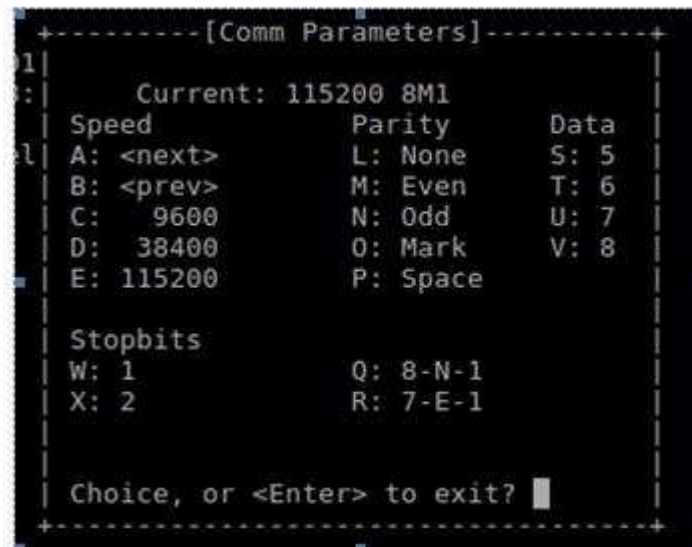 +---------[Comm Parameters]----------+
Current: 115200 8M1
Speed Parity Data
A: <next> L: None S: 5
B: <prev> M: Even T: 6
C: 9600 N: Odd U: 7
D: 38400 O: Mark V: 8
E: 115200 P: Space
Stopbits
W: 1 Q: 8-N-1
X: 2 R: 7-E-1
Choice, or <Enter> to exit?